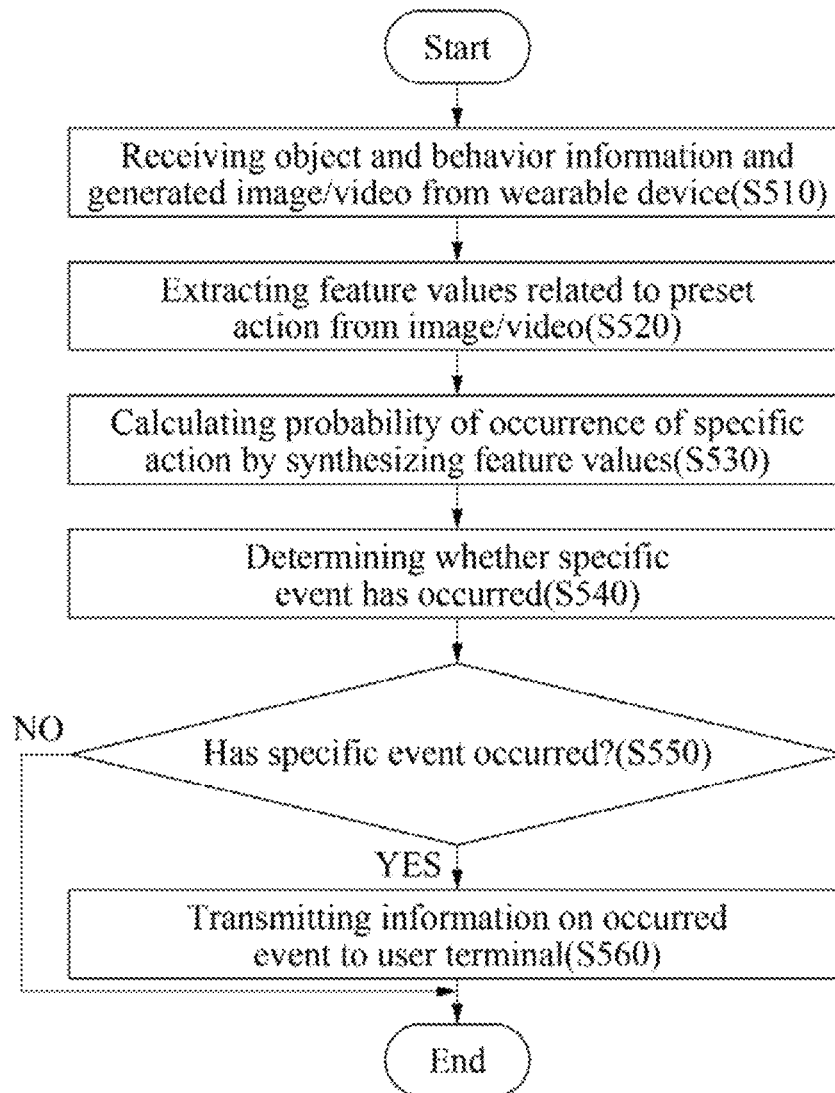 Start
Receiving object and behavior information and
generated image/video from wearable device(S510)
Extracting feature values related to preset
action from image/video(S520)
Calculating probability of occurrence of specific
action by synthesizing feature values(S530)
Determining whether specific
event has occurred(S540)
NO
Has specific event occurred?(S550)
YES
Transmitting information on occurred
event to user terminal(S560)
End